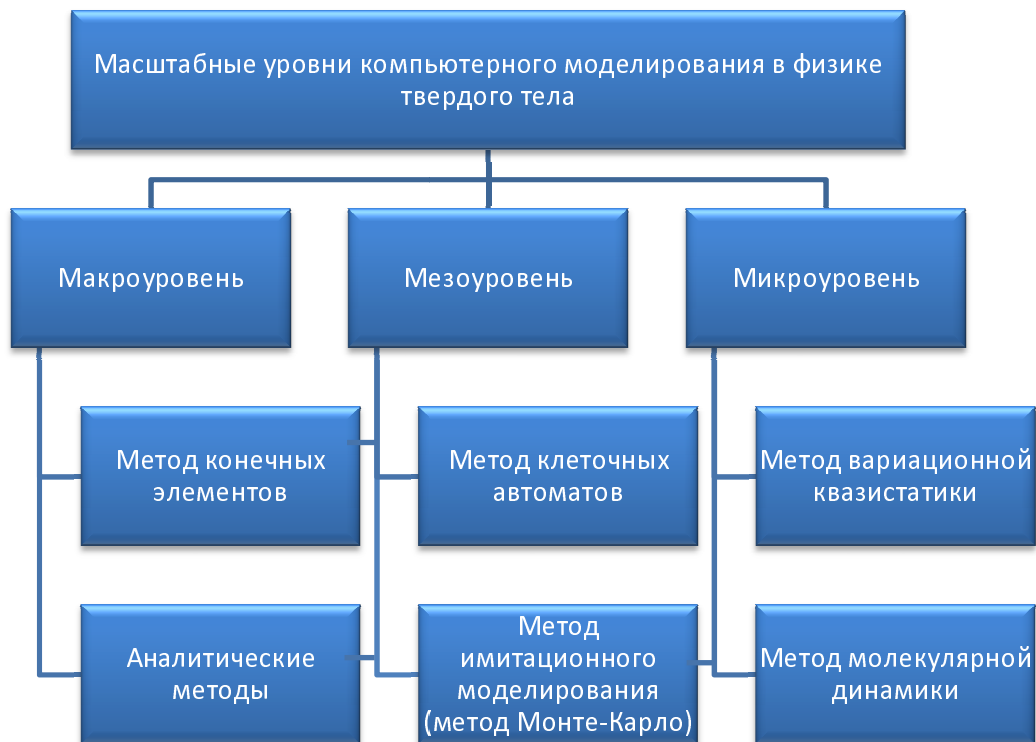 Масштабные уровни компьютерного моделирования в физике
твердого тела
Макроуровень
Мезоуровень
Микроуровень
Метод конечных
элементов
Метод клеточных
автоматов
Метод вариационной
квазистатики
Аналитические
методы
Метод
имитационного
моделирования
(метод Монте-Карло)
Метод молекулярной
динамики